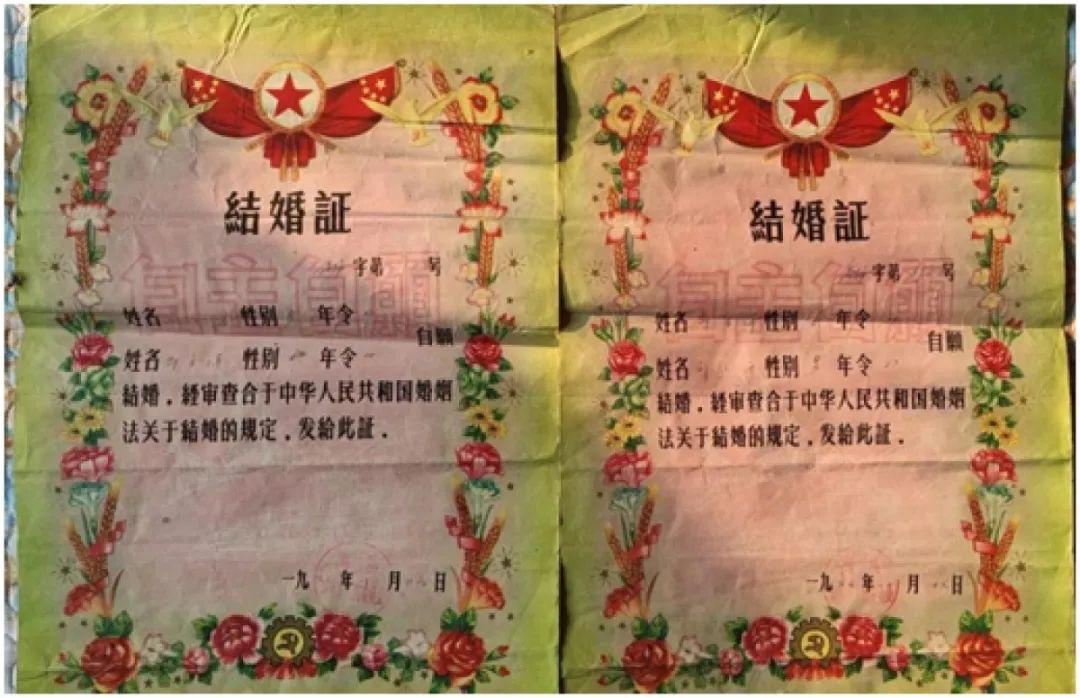 結婚証
字第 号
姓名 性別 年令
自願
姓名 性別 年令
結婚，經审查合于中华人民共和国婚姻
法关于結婚的规定，发給此証．
一九 年 月 日
結婚証
字第 号
姓名 性別 年令
自願
姓名 性別 年令
結婚，經审查合于中华人民共和国婚姻
法关于結婚的规定，发給此証．
一九 年 月 日